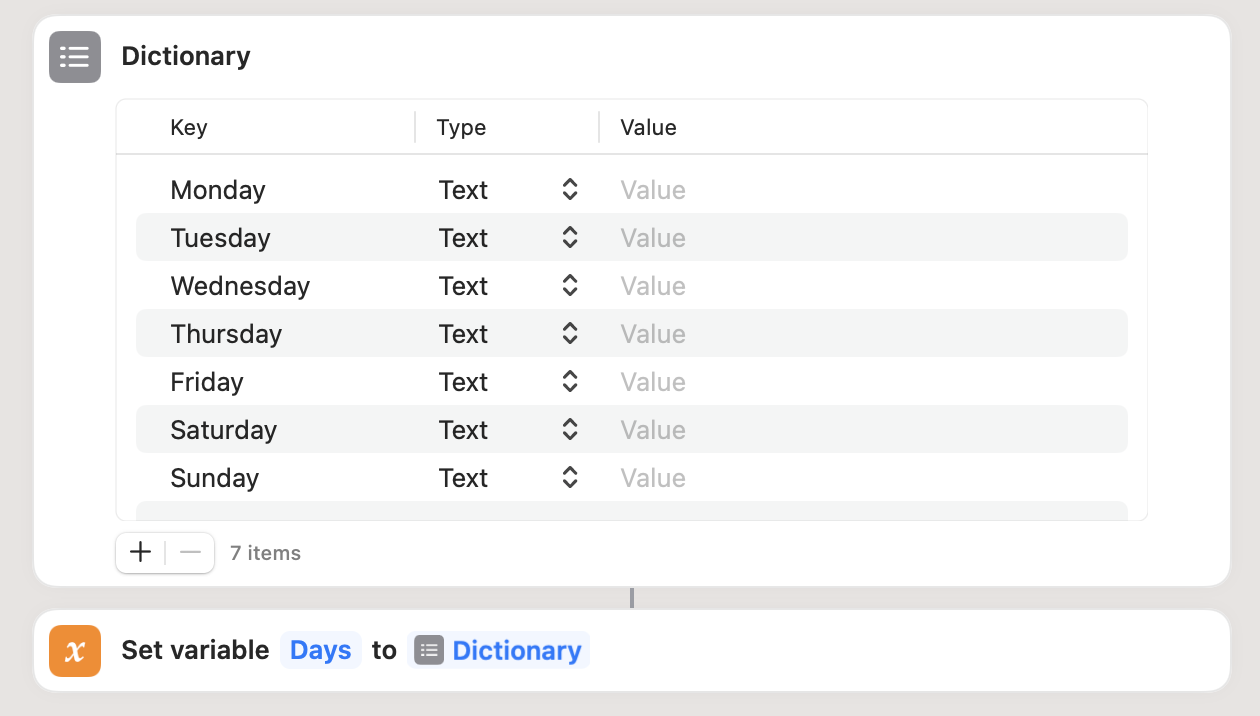 Dictionary
Key Type Value
Monday Text Value
Tuesday Text Value
Wednesday Text Value
Thursday Text Value
Friday Text Value
Saturday Text Value
Sunday Text Value
7 items
x Set variable Days to Dictionary